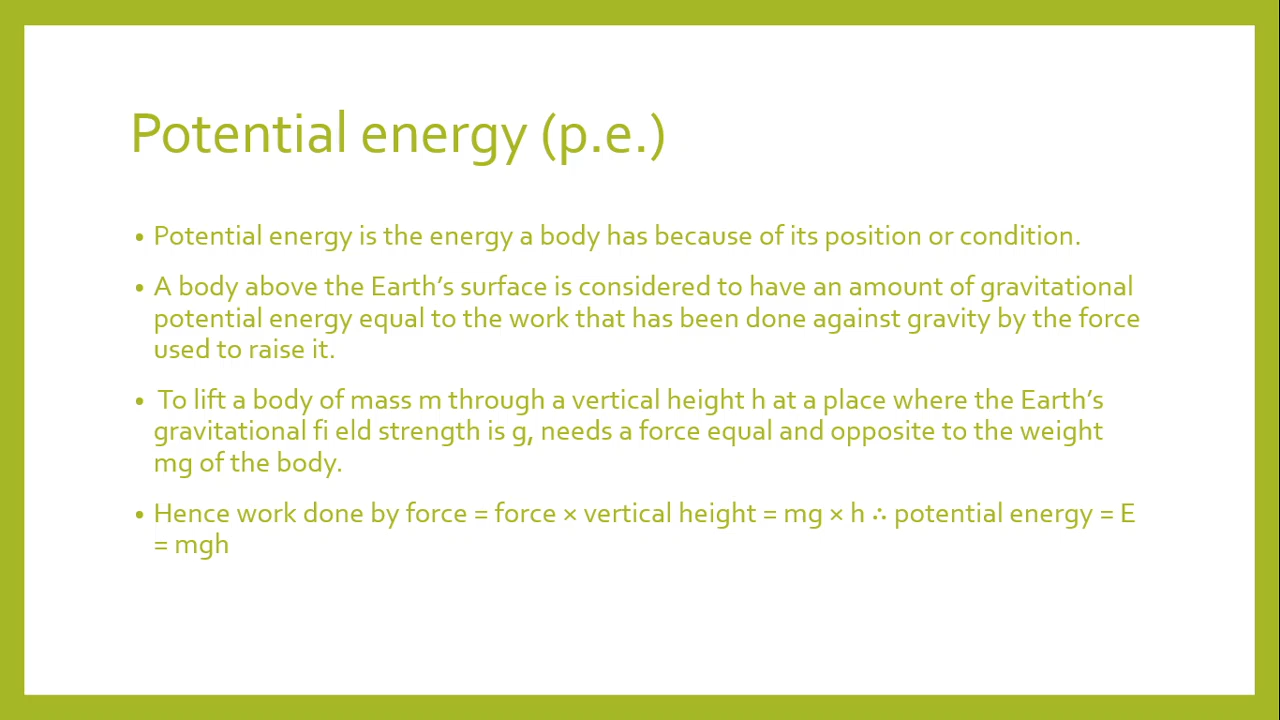 Potential energy (p.e.)
• Potential energy is the energy a body has because of its position or condition.
• A body above the Earth’s surface is considered to have an amount of gravitational
potential energy equal to the work that has been done against gravity by the force
used to raise it.
• To lift a body of mass m through a vertical height h at a place where the Earth’s
gravitational fi eld strength is g, needs a force equal and opposite to the weight
mg of the body.
• Hence work done by force = force × vertical height = mg × h ∴ potential energy = E
= mgh